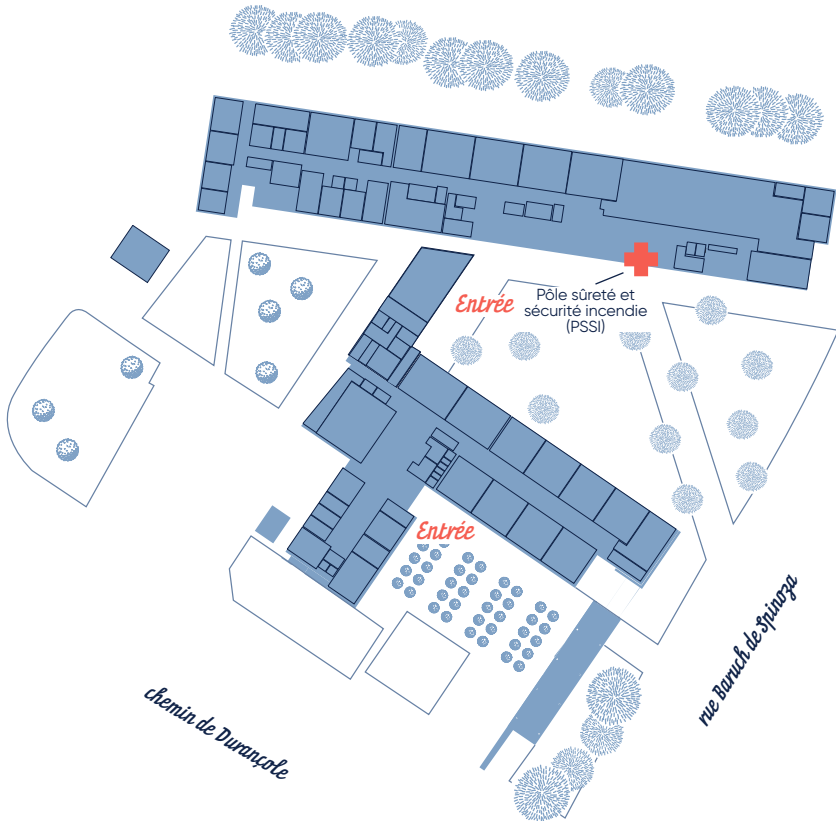 Entrée
Pôle sûreté et
sécurité incendie
(PSSI)
Entrée
rue Baruch de Spinoza
chemin de Durançole